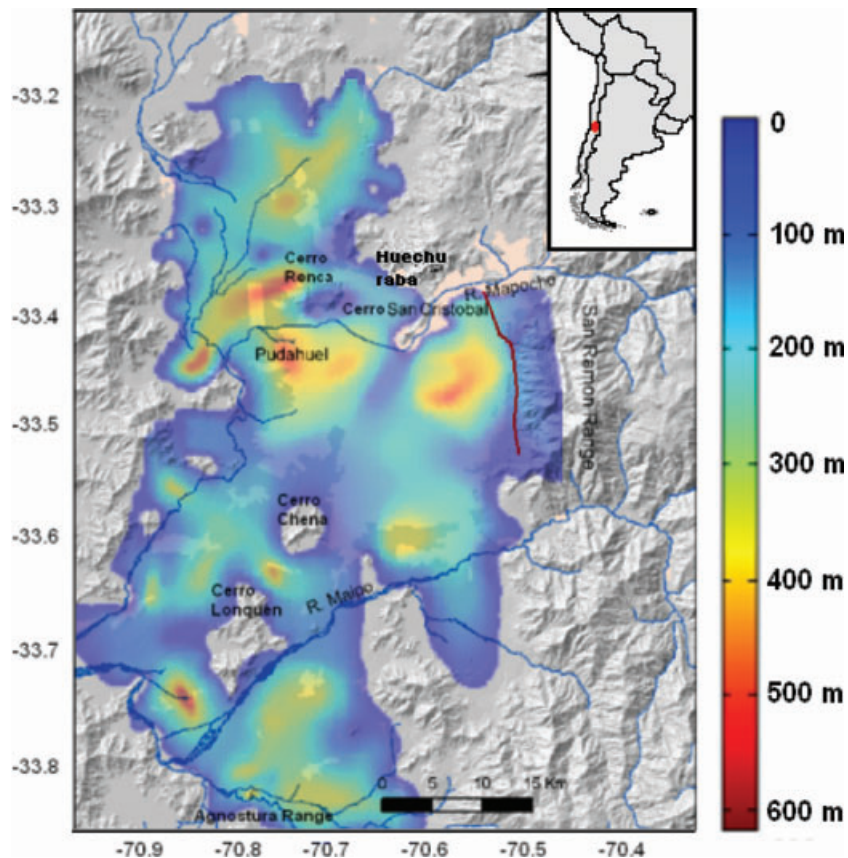 -33.2
-33.3
-33.4
-33.5
-33.6
-33.7
-33.8
Cerro
Renca
Huechu
raba
R. Mapocho
Cerro San Cristobal
San Ramon Range
Pudahuel
Cerro
Chena
Cerro
Lonquen
R. Maipo
0 5 10 15 Km
Agnostura Range
-70.9 -70.8 -70.7 -70.6 -70.5 -70.4
0
100 m
200 m
300 m
400 m
500 m
600 m